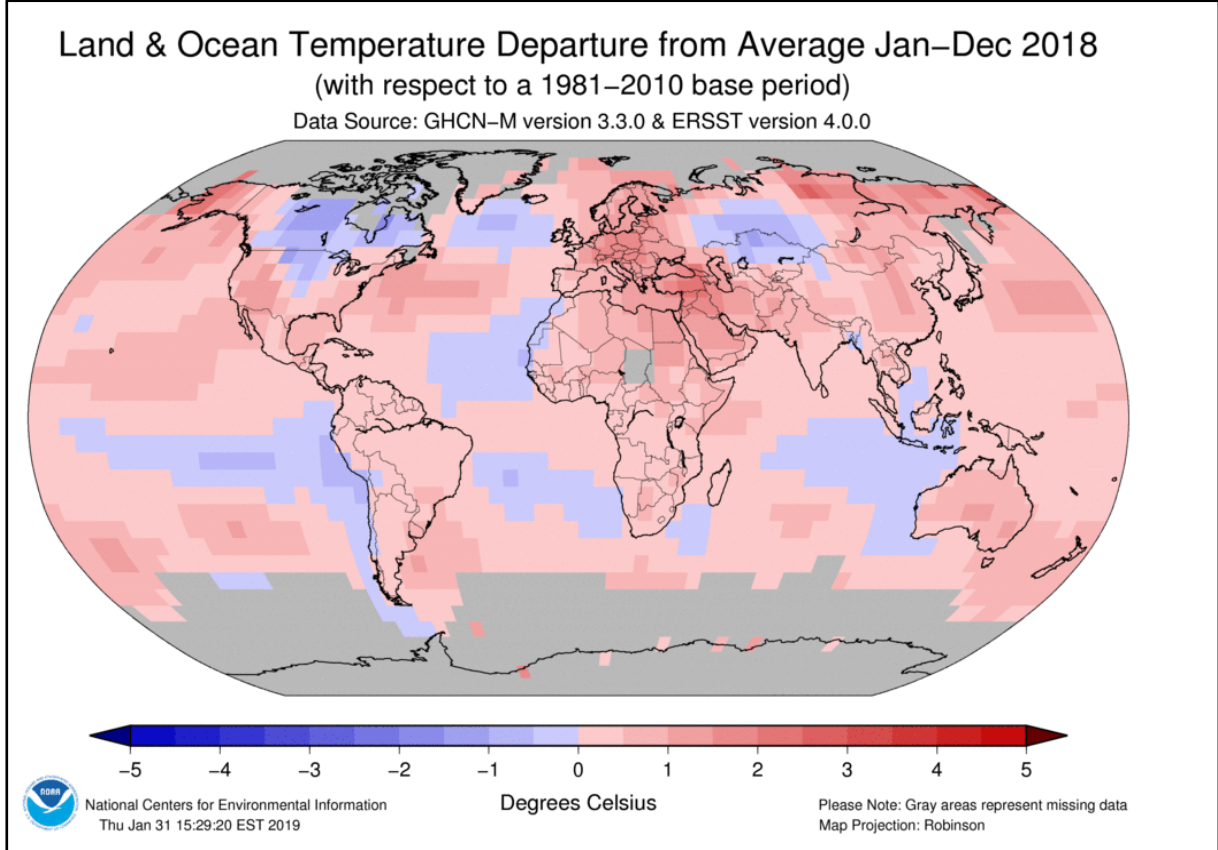 Land & Ocean Temperature Departure from Average Jan–Dec 2018
(with respect to a 1981–2010 base period)
Data Source: GHCN–M version 3.3.0 & ERSST version 4.0.0
−5 −4 −3 −2 −1 0 1 2 3 4 5
Degrees Celsius
NOAA
National Centers for Environmental Information
Thu Jan 31 15:29:20 EST 2019
Please Note: Gray areas represent missing data
Map Projection: Robinson